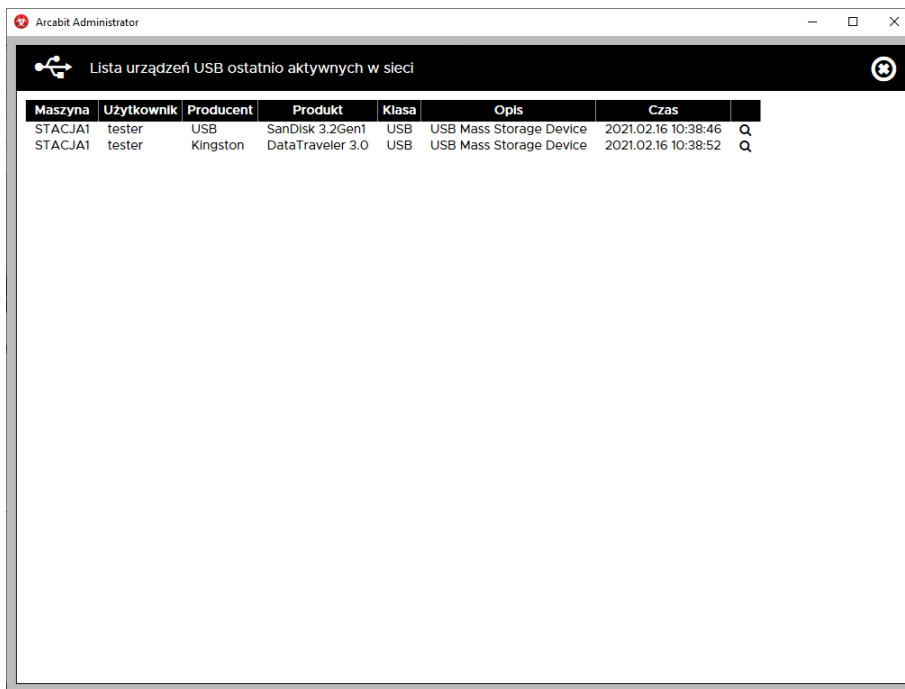 Arcabit Administrator
Lista urządzeń USB ostatnio aktywnych w sieci
Maszyna Użytkownik Producent Produkt Klasa Opis Czas
STACJA1 tester USB SanDisk 3.2Gen1 USB USB Mass Storage Device 2021.02.16 10:38:46
STACJA1 tester Kingston DataTraveler 3.0 USB USB Mass Storage Device 2021.02.16 10:38:52